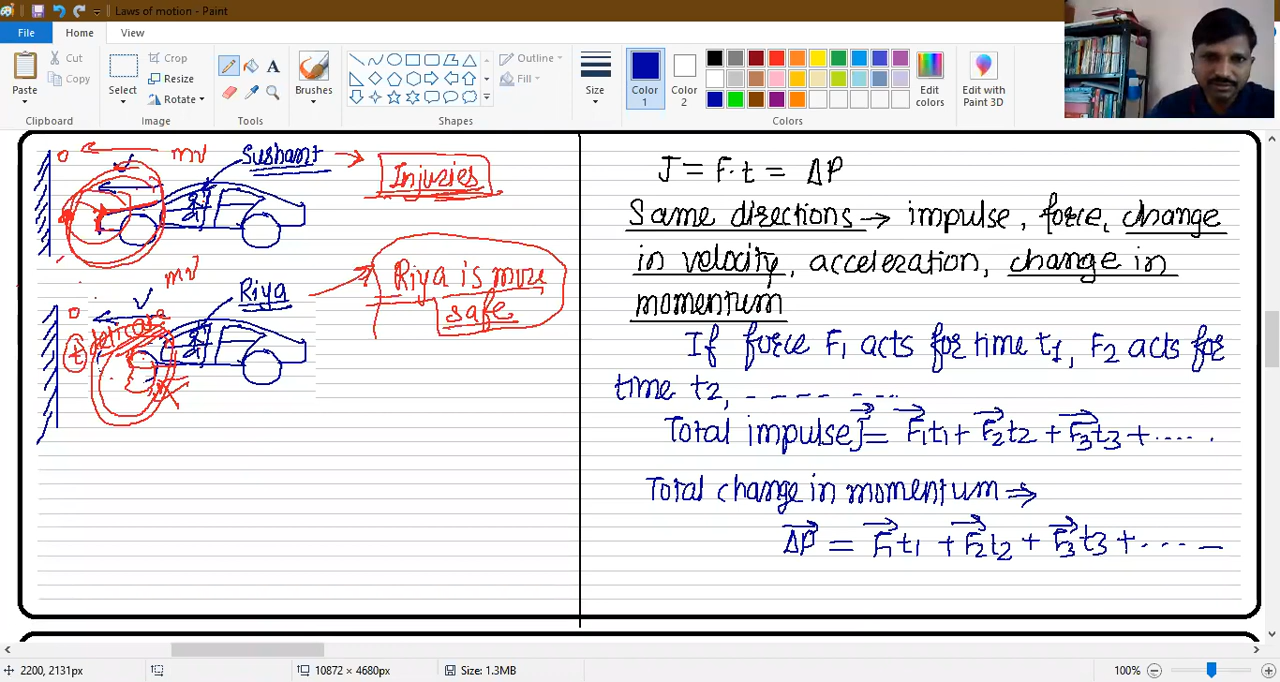 Laws of motion - Paint
File
Home
View
Paste
Cut
Copy
Clipboard
Select
Crop
Resize
Rotate
Image
Tools
Brushes
Outline
Fill
Shapes
Size
Color 1
Color 2
Edit colors
Edit with Paint 3D
Colors
0 mv Sushant Injuries
mv
0 Riya Riya is more safe
t
J = F.t = ΔP
Same directions → impulse, force, change
in velocity, acceleration, change in
momentum
If force F1 acts for time t1, F2 acts for
time t2, - - - - - - - -
Total impulse J = F1t1 + F2t2 + F3t3 + .....
Total change in momentum ⇒
ΔP = F1t1 + F2t2 + F3t3 + .... —
2200, 2131px
10872 × 4680px
Size: 1.3MB
100%